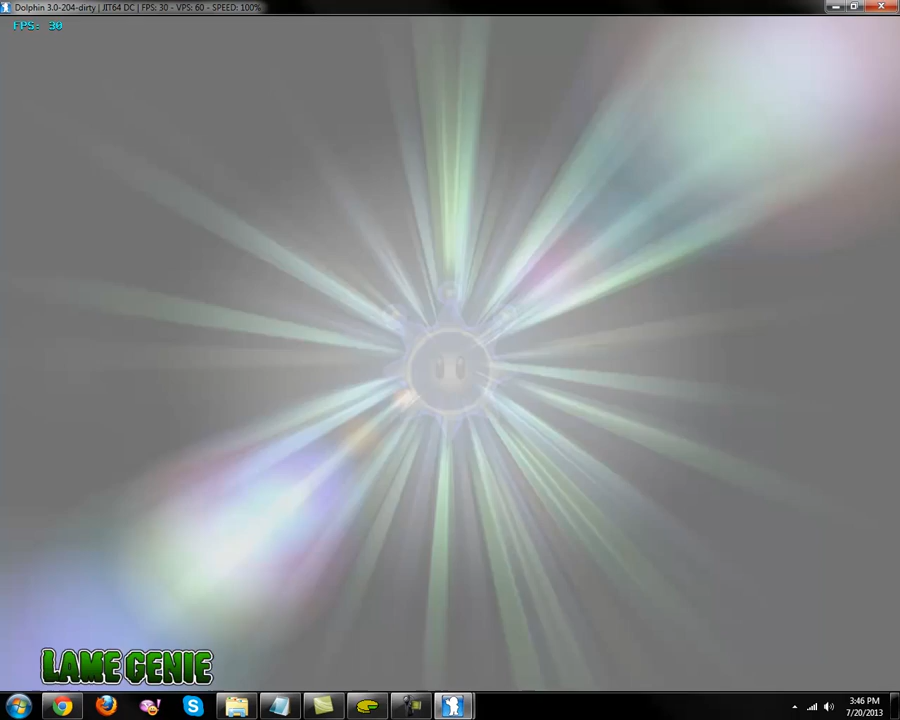 Dolphin 3.0-204-dirty | JIT64 DC | FPS: 30 - VPS: 60 - SPEED: 100%
FPS: 30
LAME GENIE
3:46 PM
7/20/2013